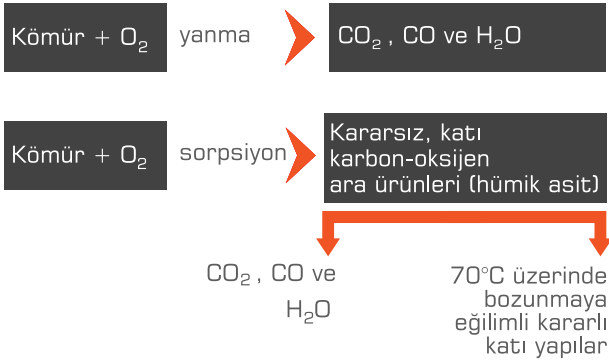 Kömür + O₂ yanma CO₂ , CO ve H₂O
Kömür + O₂ sorpsiyon
Kararsız, katı
karbon-oksijen
ara ürünleri (hümik asit)
CO₂ , CO ve
H₂O
70°C üzerinde
bozunmaya
eğilimli kararlı
katı yapılar